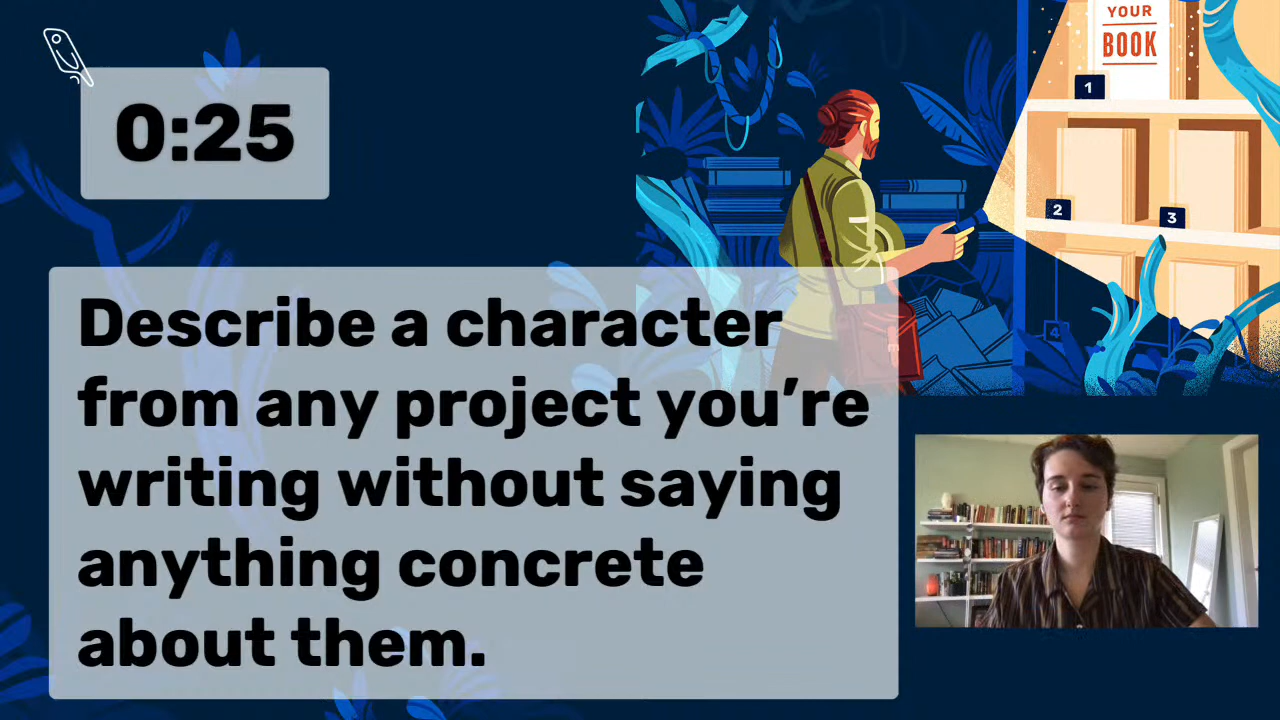 0:25
YOUR
BOOK
1
2
3
4
Describe a character
from any project you’re
writing without saying
anything concrete
about them.